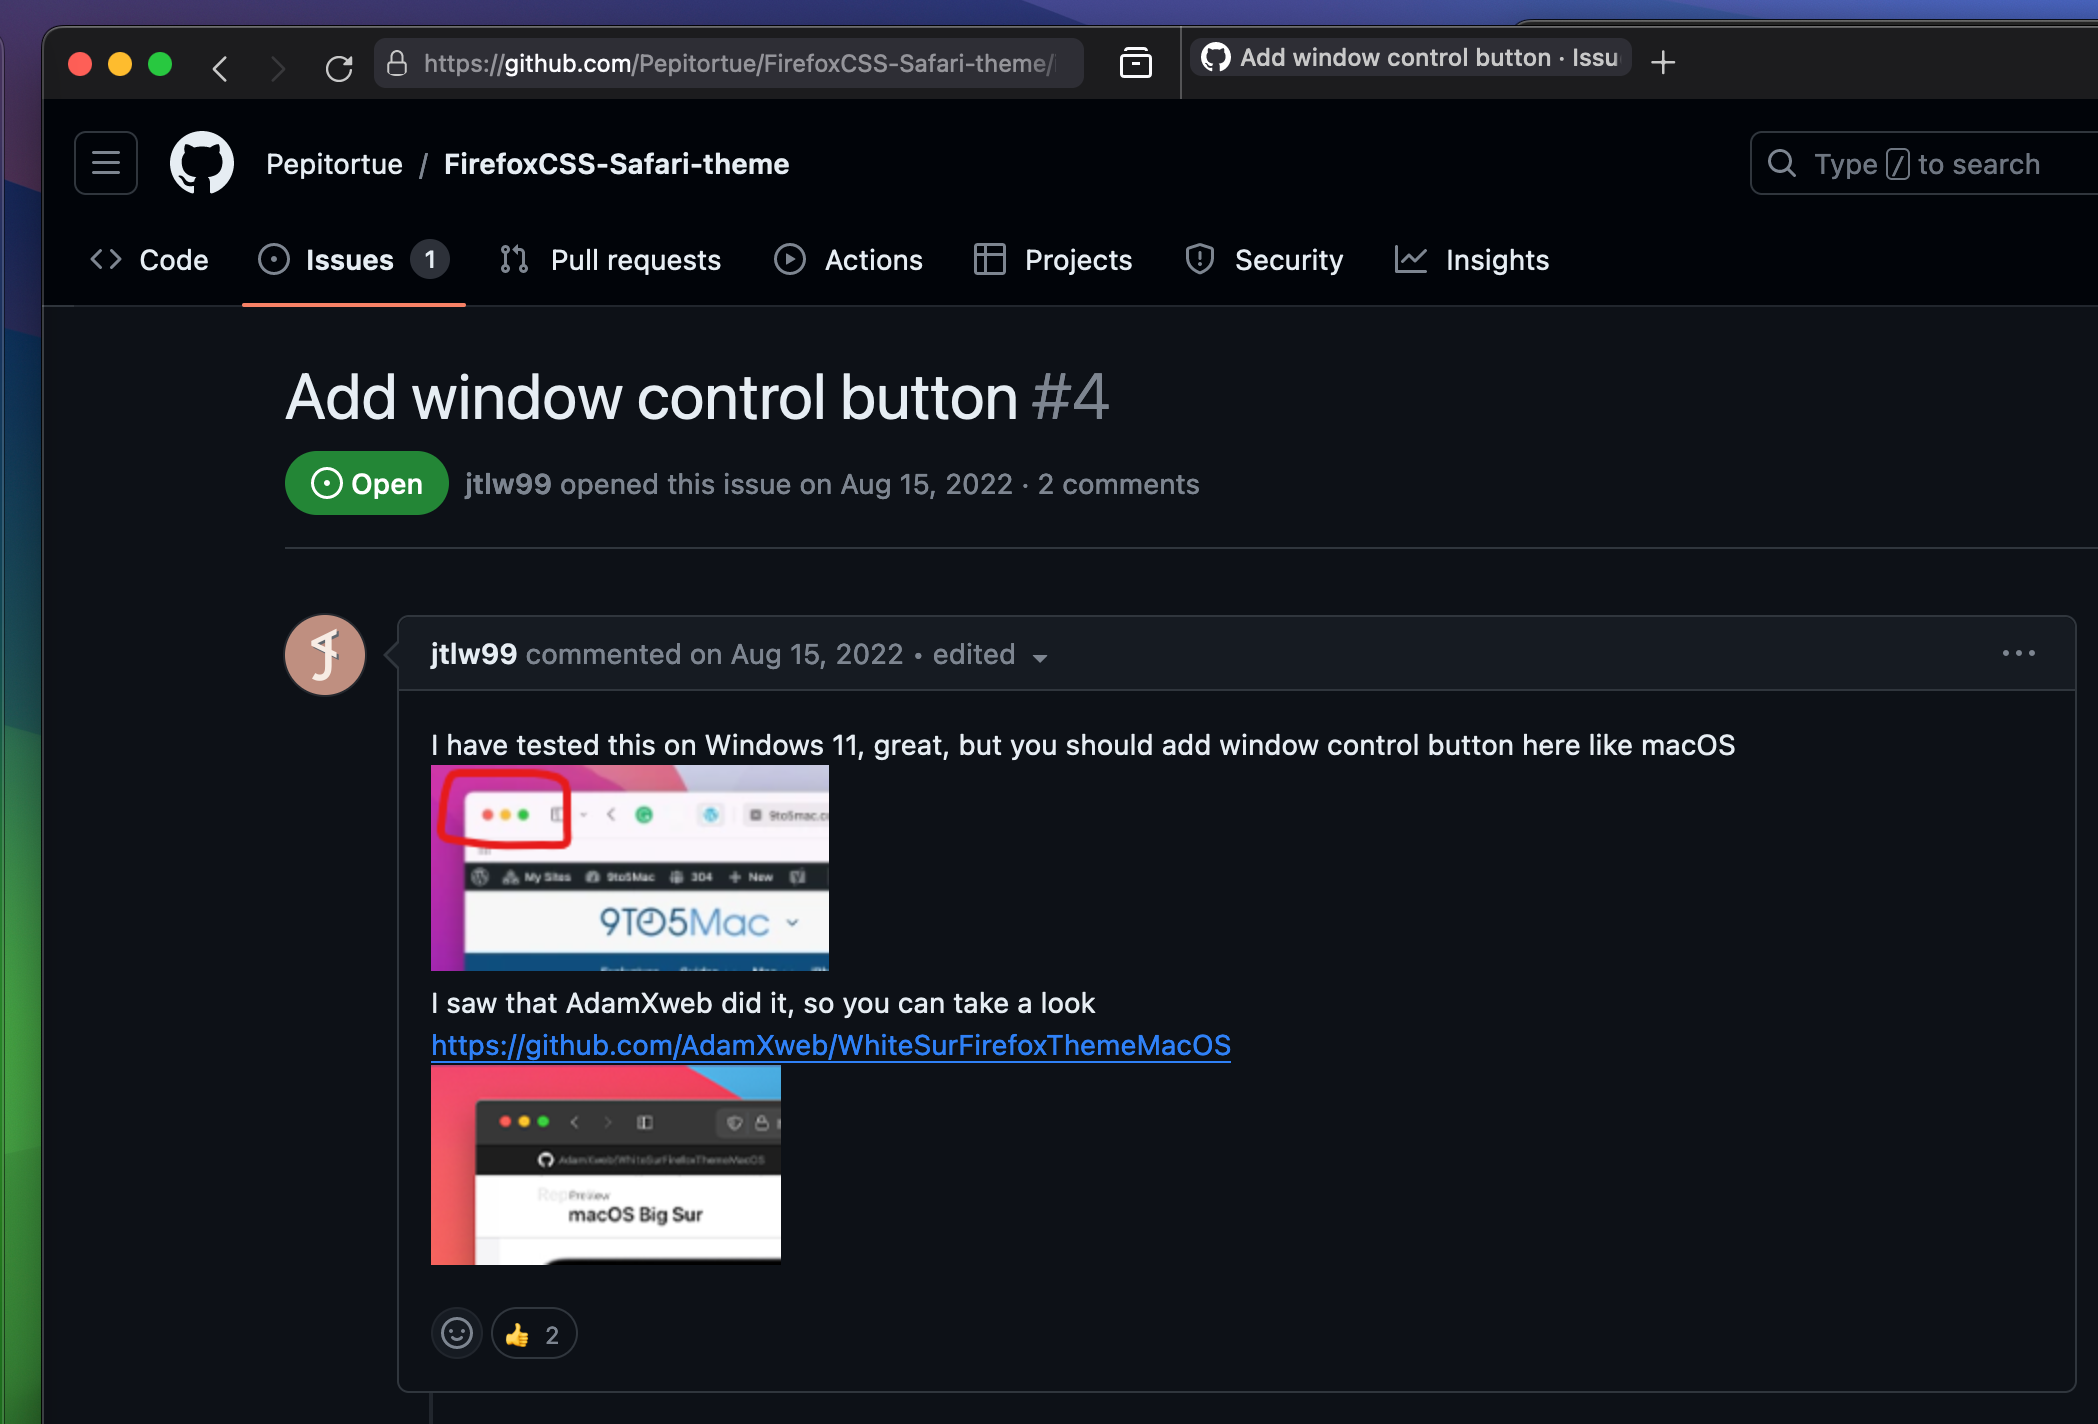 https://github.com/Pepitortue/FirefoxCSS-Safari-theme/
Add window control button · Issu
Pepitortue / FirefoxCSS-Safari-theme
Type / to search
Code
Issues 1
Pull requests
Actions
Projects
Security
Insights
Add window control button #4
Open
jtlw99 opened this issue on Aug 15, 2022 · 2 comments
jtlw99 commented on Aug 15, 2022 • edited
I have tested this on Windows 11, great, but you should add window control button here like macOS
9to5mac.c
My Sites
9to5Mac
304
New
9TO5Mac
I saw that AdamXweb did it, so you can take a look
https://github.com/AdamXweb/WhiteSurFirefoxThemeMacOS
AdamXweb/WhiteSurFirefoxThemeMacOS
Preview
macOS Big Sur
2